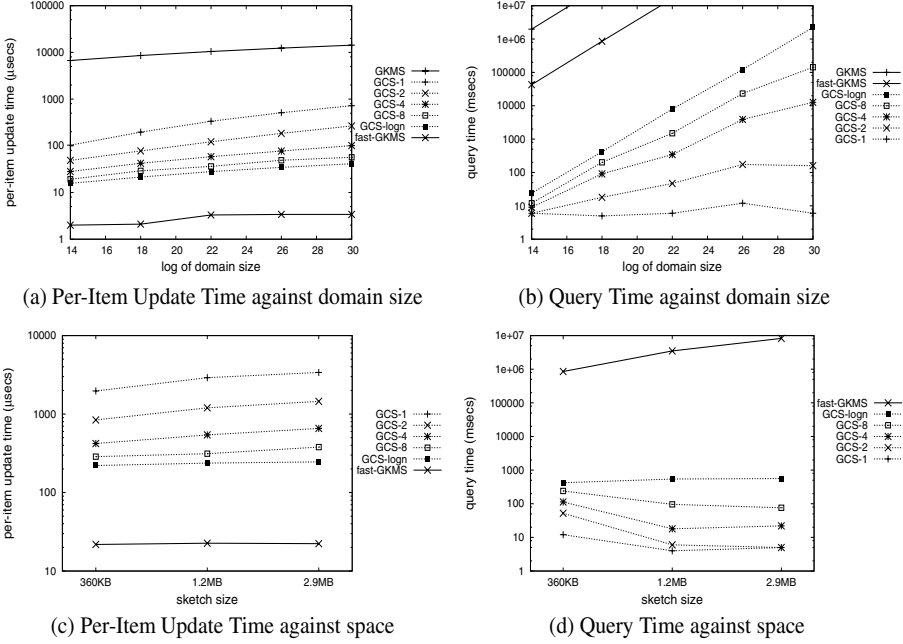 100000
10000
1000
100
10
1
14 16 18 20 22 24 26 28 30
per-item update time (µsecs)
log of domain size
GKMS
GCS-1
GCS-2
GCS-4
GCS-8
GCS-logn
fast-GKMS
(a) Per-Item Update Time against domain size
1e+07
1e+06
100000
10000
1000
100
10
1
14 16 18 20 22 24 26 28 30
query time (msecs)
log of domain size
GKMS
fast-GKMS
GCS-logn
GCS-8
GCS-4
GCS-2
GCS-1
(b) Query Time against domain size
10000
1000
100
10
360KB 1.2MB 2.9MB
per-item update time (µsecs)
sketch size
GCS-1
GCS-2
GCS-4
GCS-8
GCS-logn
fast-GKMS
(c) Per-Item Update Time against space
1e+07
1e+06
100000
10000
1000
100
10
1
360KB 1.2MB 2.9MB
query time (msecs)
sketch size
fast-GKMS
GCS-logn
GCS-8
GCS-4
GCS-2
GCS-1
(d) Query Time against space